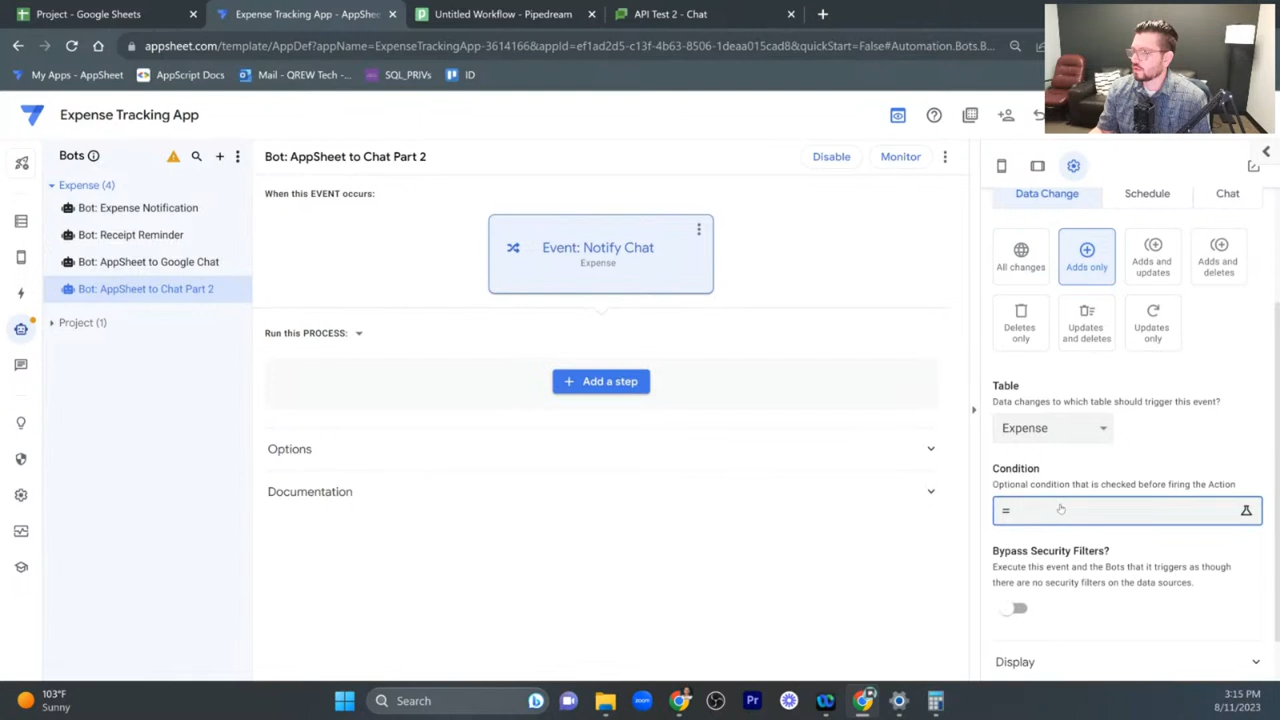 Project - Google Sheets
Expense Tracking App - AppShee
Untitled Workflow - Pipedream
API Test 2 - Chat
appsheet.com/template/AppDef?appName=ExpenseTrackingApp-3614166&appId=ef1ad2d5-c13f-4b63-8506-1deaa015cad8&quickStart=False#Automation.Bots.B...
My Apps - AppSheet
AppScript Docs
Mail - QREW Tech -...
SQL_PRIVs
ID
Expense Tracking App
Bots
Expense (4)
Bot: Expense Notification
Bot: Receipt Reminder
Bot: AppSheet to Google Chat
Bot: AppSheet to Chat Part 2
Project (1)
Bot: AppSheet to Chat Part 2
Disable
Monitor
When this EVENT occurs:
Event: Notify Chat
Expense
Run this PROCESS:
+ Add a step
Options
Documentation
Data Change
Schedule
Chat
All changes
Adds only
Adds and updates
Adds and deletes
Deletes only
Updates and deletes
Updates only
Table
Data changes to which table should trigger this event?
Expense
Condition
Optional condition that is checked before firing the Action
=
Bypass Security Filters?
Execute this event and the Bots that it triggers as though
there are no security filters on the data sources.
Display
103°F
Sunny
Search
zoom
Pr
3:15 PM
8/11/2023